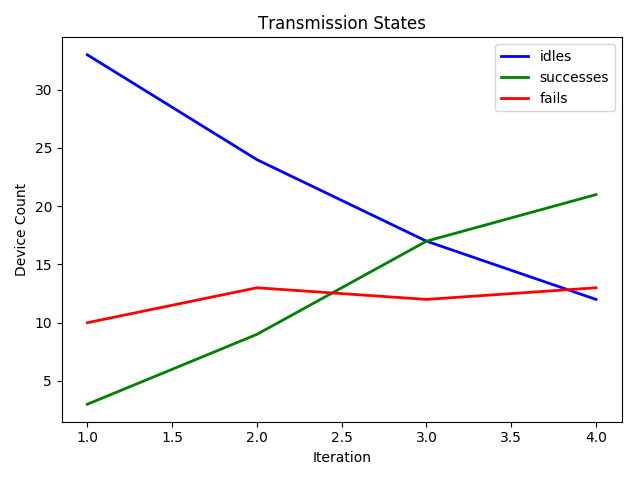 Transmission States
idles
successes
fails
Device Count
30
25
20
15
10
5
1.0 1.5 2.0 2.5 3.0 3.5 4.0
Iteration